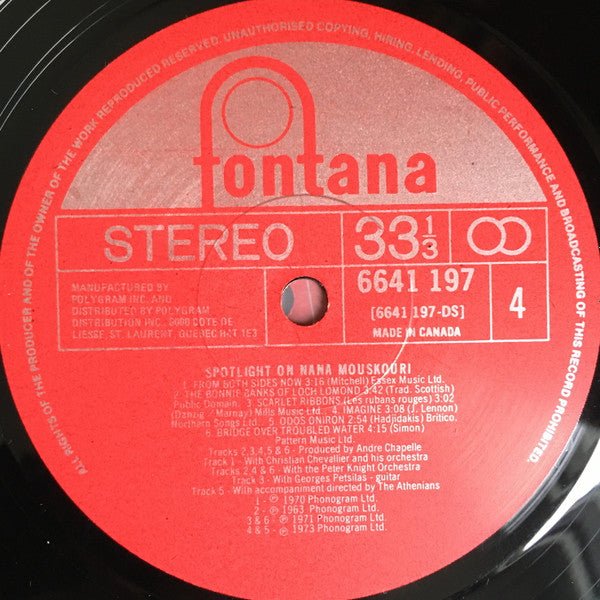 ALL RIGHTS OF THE PRODUCER AND OF THE OWNER OF THE WORK REPRODUCED RESERVED. UNAUTHORISED COPYING, HIRING, LENDING, PUBLIC PERFORMANCE AND BROADCASTING OF THIS RECORD PROHIBITED.
fontana
STEREO
33 1/3
MANUFACTURED BY
POLYGRAM INC. AND
DISTRIBUTED BY POLYGRAM
DISTRIBUTION INC., 6000 COTE DE
LIESSE, ST. LAURENT, QUEBEC H4T 1E3
6641 197
[6641 197-DS]
MADE IN CANADA
4
SPOTLIGHT ON NANA MOUSKOURI
1. FROM BOTH SIDES NOW 3:16 (Mitchell) Essex Music Ltd.
2. THE BONNIE BANKS OF LOCH LOMOND 3:42 (Trad. Scottish)
Public Domain. 3. SCARLET RIBBONS (Les rubans rouges) 3:02
(Danzig / Marnay) Mills Music Ltd. 4. IMAGINE 3:08 (J. Lennon)
Northern Songs Ltd. 5. ODOS ONIRON 2:54 (Hadjidakis) Britico.
6. BRIDGE OVER TROUBLED WATER 4:15 (Simon)
Pattern Music Ltd.
Tracks 2,3,4,5 & 6 - Produced by Andre Chapelle
Track 1 - With Christian Chevallier and his orchestra
Tracks 2,4 & 6 - With the Peter Knight Orchestra
Track 3 - With Georges Petsilas - guitar
Track 5 - With accompaniment directed by The Athenians
1 - ℗ 1970 Phonogram Ltd.
2 - ℗ 1963 Phonogram Ltd.
3 & 6 - ℗ 1971 Phonogram Ltd.
4 & 5 - ℗ 1973 Phonogram Ltd.